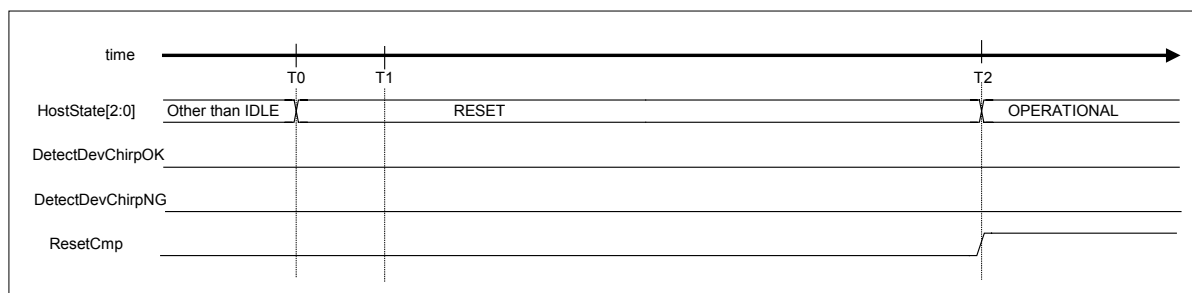 time
T0 T1 T2
HostState[2:0] Other than IDLE RESET OPERATIONAL
DetectDevChirpOK
DetectDevChirpNG
ResetCmp